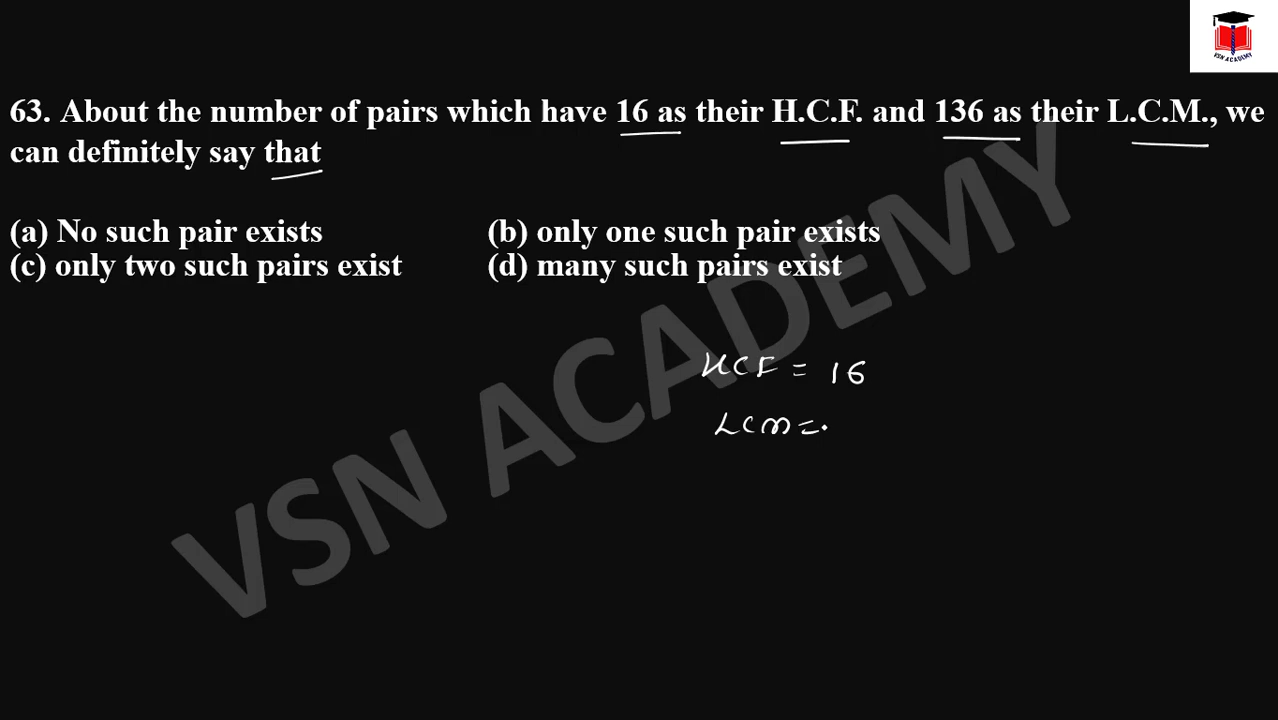 VSN ACADEMY
63. About the number of pairs which have 16 as their H.C.F. and 136 as their L.C.M., we
can definitely say that
(a) No such pair exists (b) only one such pair exists
(c) only two such pairs exist (d) many such pairs exist
VSN ACADEMY
HCF = 16
LCM =